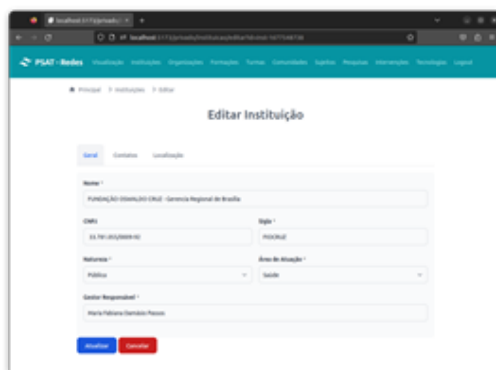 PSAT-Redes Visualização Instituições Organizações Formações Turmas Comunidades Sujeitos Pesquisas Intervenções Tecnologias Logout
Principal > Instituições > Editar
Editar Instituição
Geral Contatos Localização
Nome *
FUNDAÇÃO OSWALDO CRUZ - Gerencia Regional de Brasília
CNPJ Sigla *
FIOCRUZ
Natureza * Área de Atuação *
Pública Saúde
Gestor Responsável *
Maria Fabiana Damásio Passos
Atualizar Cancelar